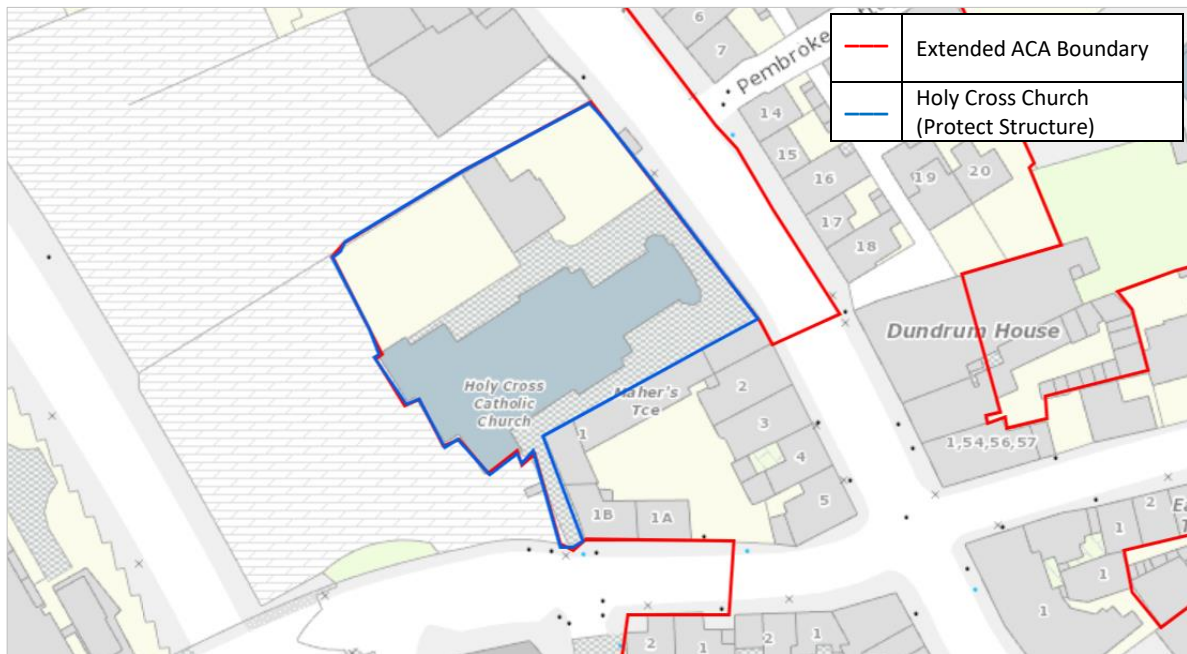 Extended ACA Boundary
Holy Cross Church
(Protect Structure)
6
7
Pembroke
14
15
16
17
18
19
20
Dundrum House
1,54,56,57
Holy Cross
Catholic
Church
Maher's
Tce
1
2
3
4
5
1B
1A
2
1
2
1
1
1
1
2
1